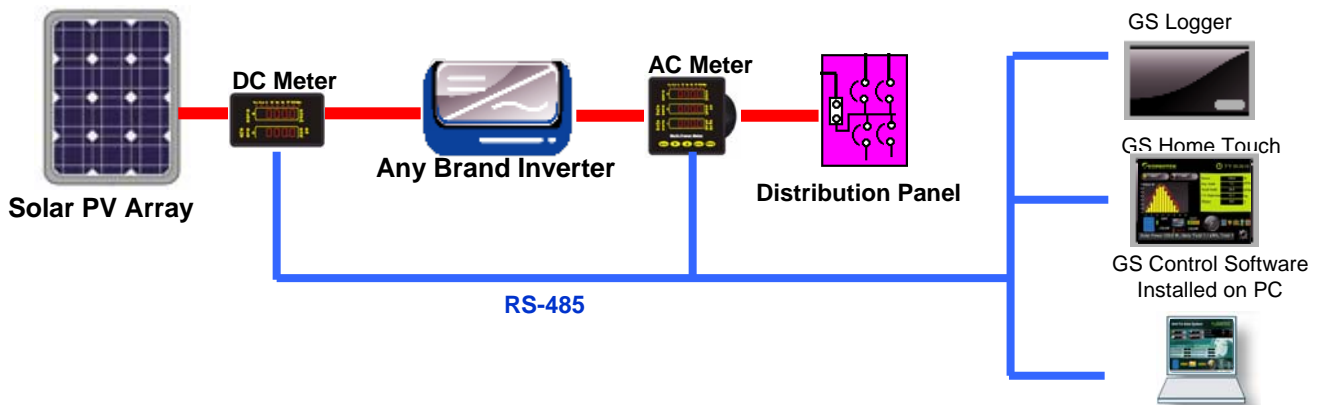 GS Logger
DC Meter
AC Meter
GS Home Touch
Any Brand Inverter
Distribution Panel
Solar PV Array
GS Control Software
Installed on PC
RS-485